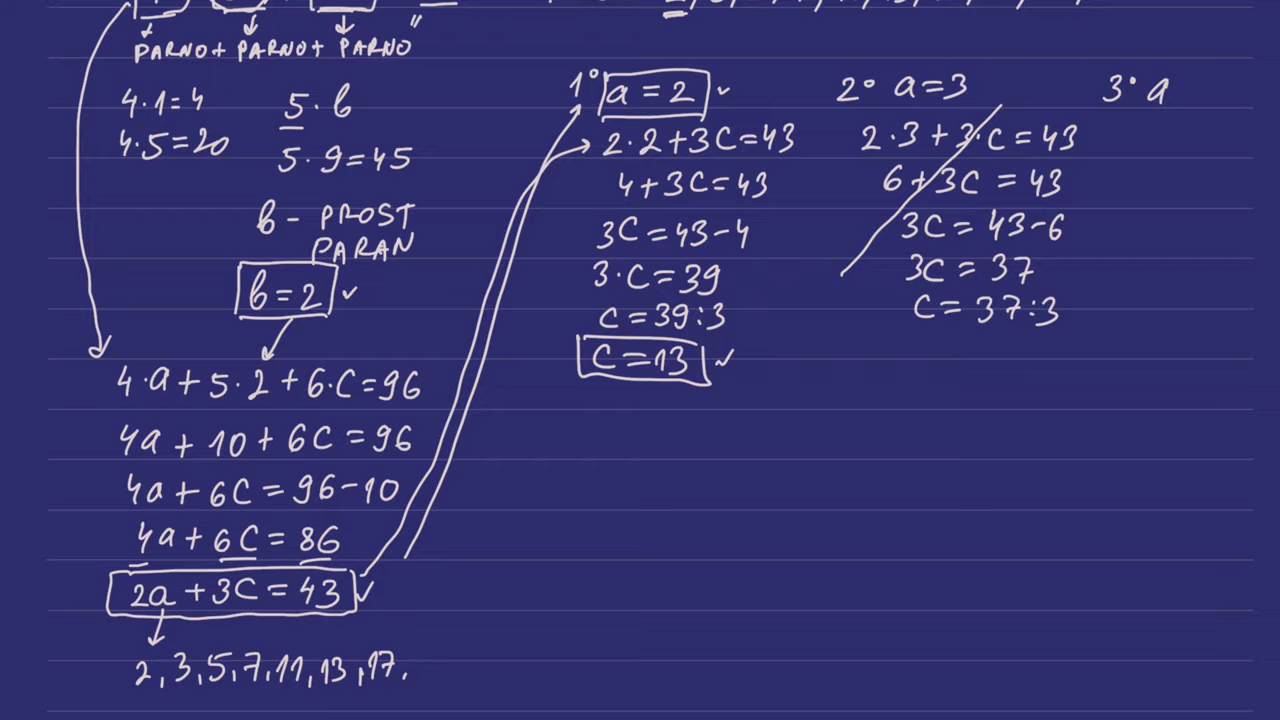 PARNO + PARNO + PARNO"
4·1=4
4·5=20
5·b
5·9=45
b - PROST
PARAN
b=2
4·a+5·2+6·c=96
4a+10+6c=96
4a+6c=96-10
4a+6c=86
2a+3c=43
2,3,5,7,11,13,17,
1° a=2
2·2+3c=43
4+3c=43
3c=43-4
3·c=39
c=39:3
c=13
2° a=3
2·3+3·c=43
6+3c=43
3c=43-6
3c=37
c=37:3
3° a